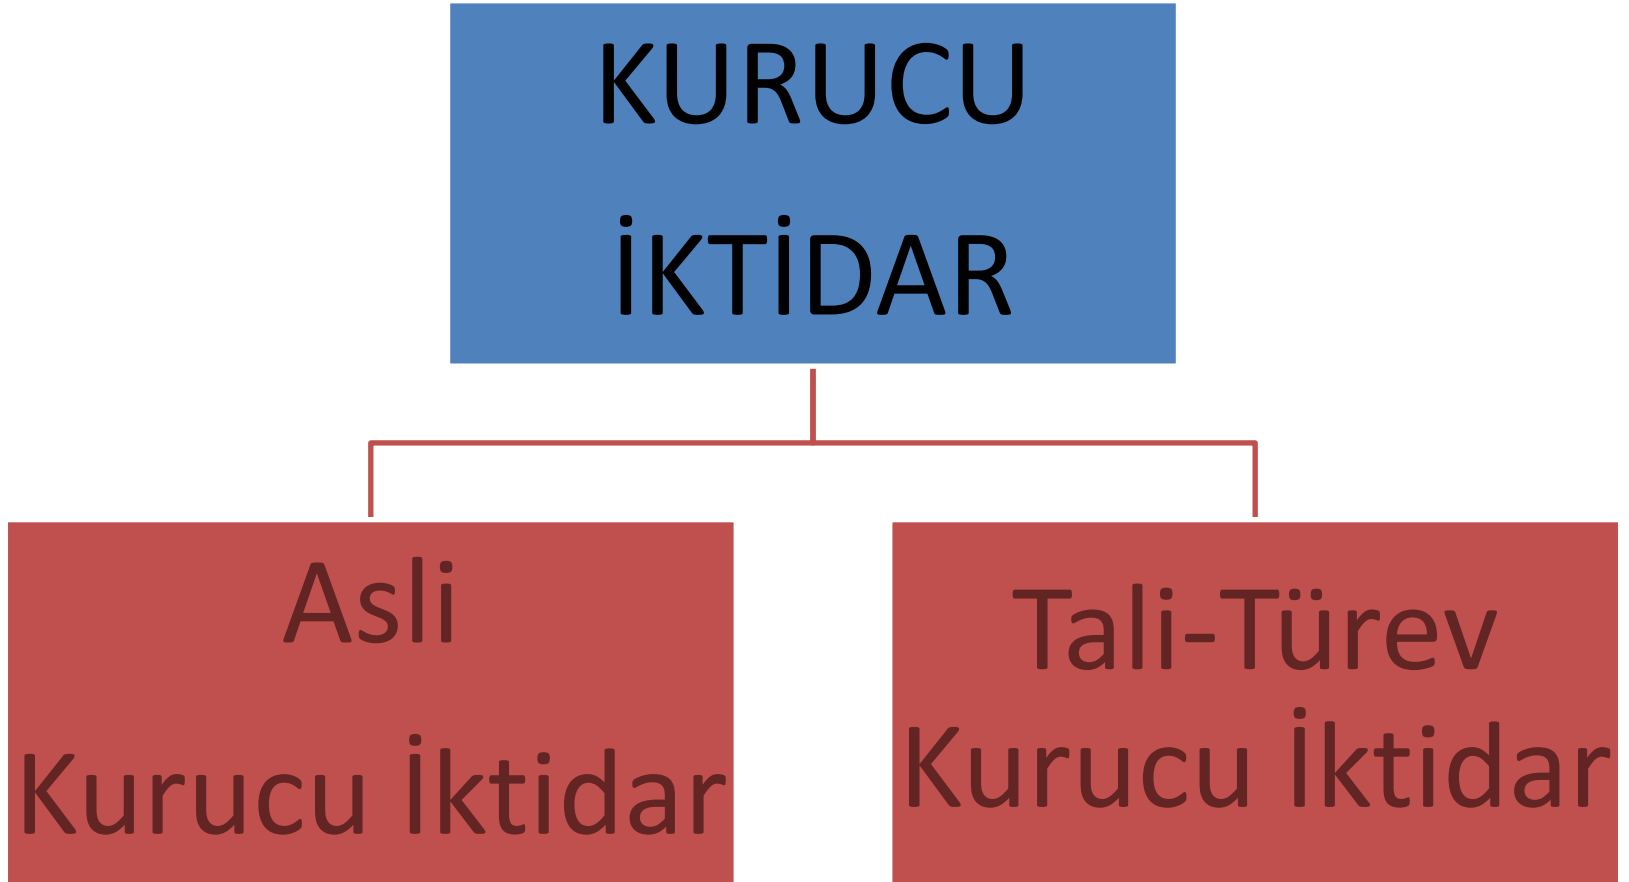 KURUCU
İKTİDAR
Asli
Kurucu İktidar
Tali-Türev
Kurucu İktidar